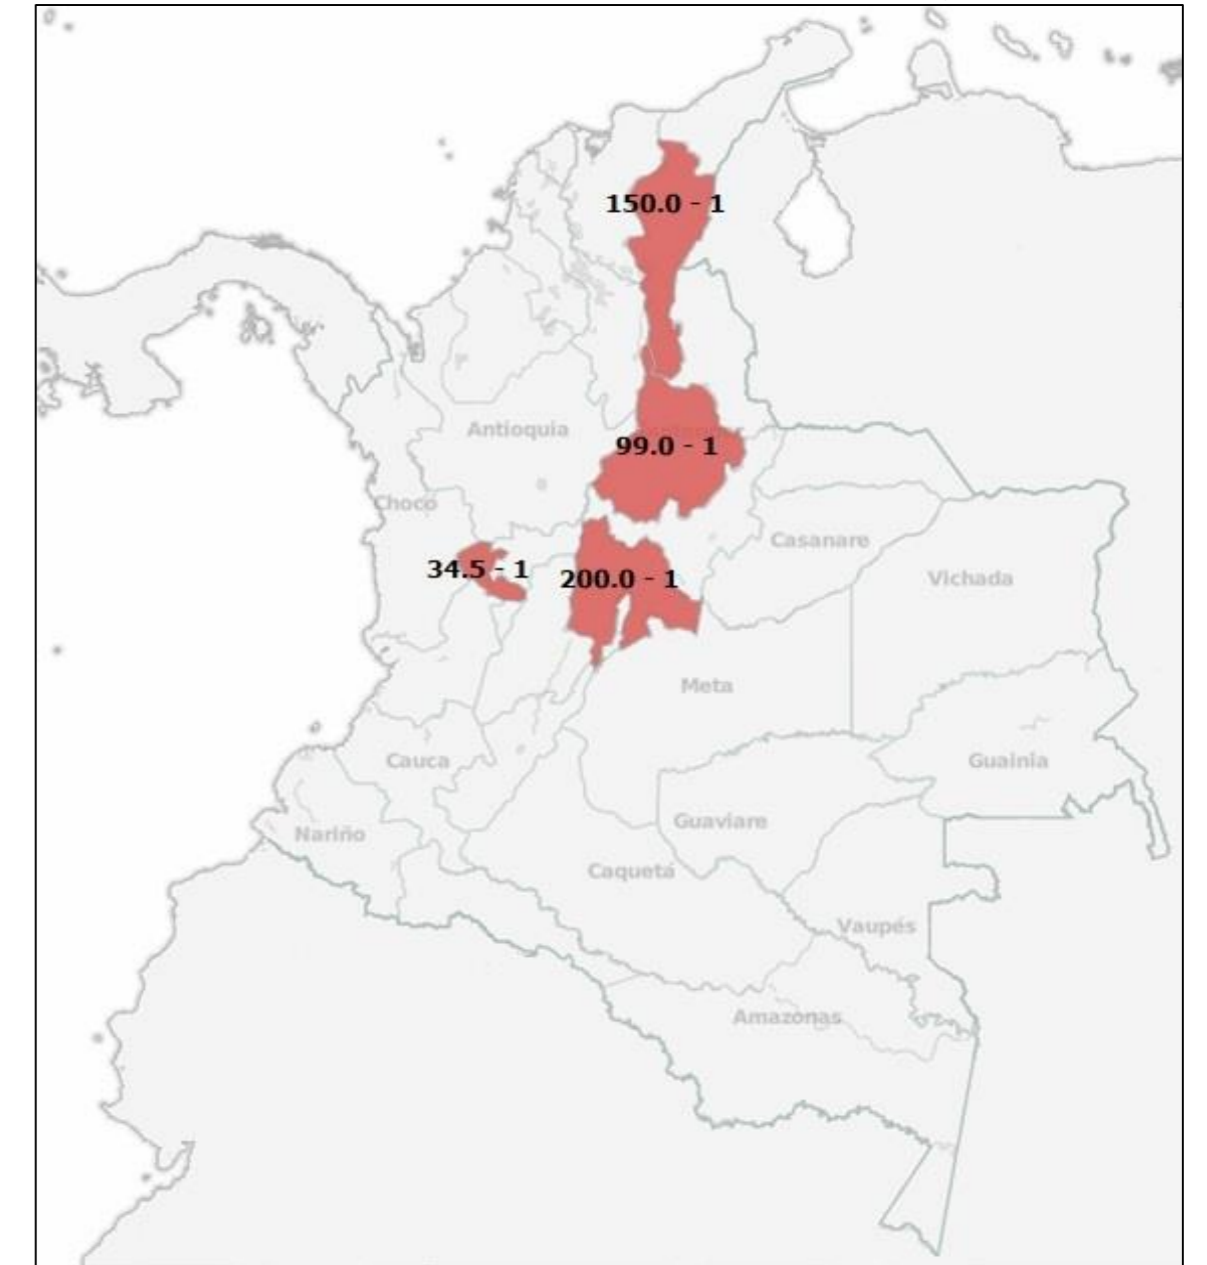 150.0 - 1
Antioquia
99.0 - 1
Chocó
Casanare
34.5 - 1
200.0 - 1
Vichada
Meta
Cauca
Guainia
Guaviare
Nariño
Caquetá
Vaupés
Amazonas